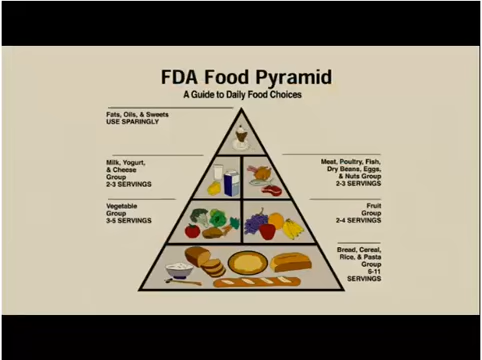 FDA Food Pyramid
A Guide to Daily Food Choices
Fats, Oils, & Sweets
USE SPARINGLY
Milk, Yogurt,
& Cheese
Group
2-3 SERVINGS
Meat, Poultry, Fish,
Dry Beans, Eggs,
& Nuts Group
2-3 SERVINGS
Vegetable
Group
3-5 SERVINGS
Fruit
Group
2-4 SERVINGS
Bread, Cereal,
Rice, & Pasta
Group
6-11
SERVINGS